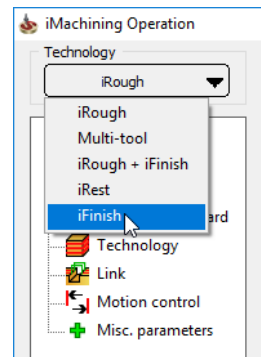 iMachining Operation
Technology
iRough
iRough
Multi-tool
iRough + iFinish
iRest
iFinish
Technology
Link
Motion control
Misc. parameters